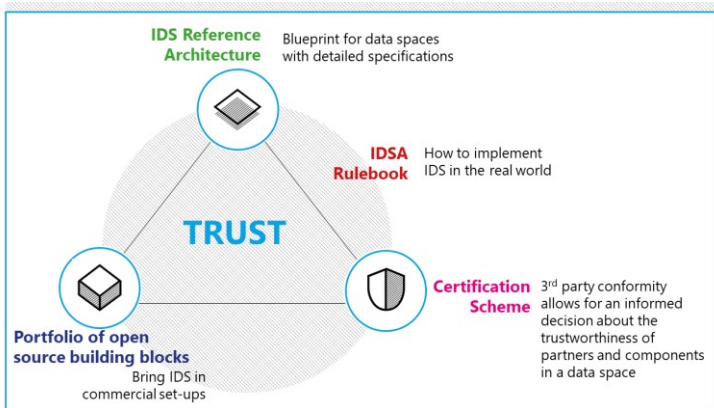 IDS Reference
Architecture
Blueprint for data spaces
with detailed specifications
IDSA
Rulebook
How to implement
IDS in the real world
TRUST
Certification
Scheme
3rd party conformity
allows for an informed
decision about the
trustworthiness of
partners and components
in a data space
Portfolio of open
source building blocks
Bring IDS in
commercial set-ups